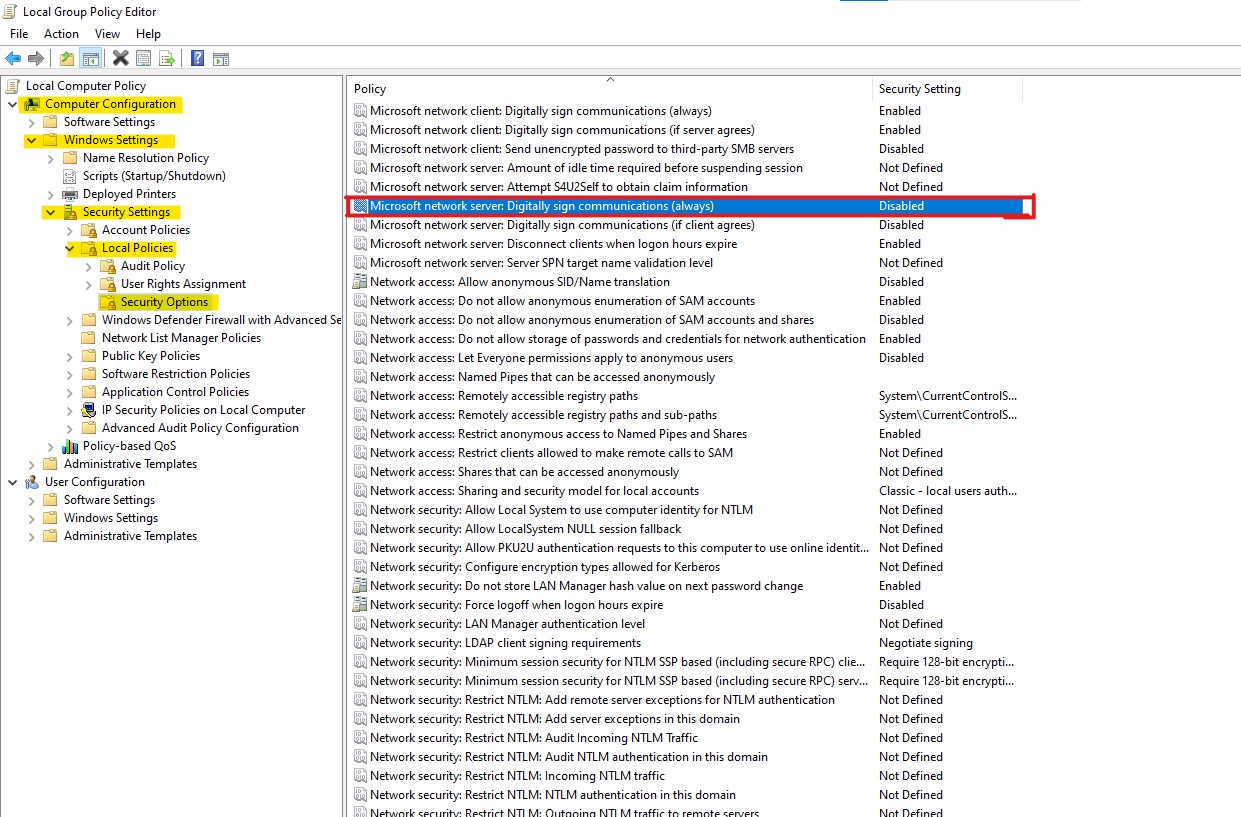 Local Group Policy Editor
File Action View Help
Local Computer Policy
Computer Configuration
Software Settings
Windows Settings
Name Resolution Policy
Scripts (Startup/Shutdown)
Deployed Printers
Security Settings
Account Policies
Local Policies
Audit Policy
User Rights Assignment
Security Options
Windows Defender Firewall with Advanced Se
Network List Manager Policies
Public Key Policies
Software Restriction Policies
Application Control Policies
IP Security Policies on Local Computer
Advanced Audit Policy Configuration
Policy-based QoS
Administrative Templates
User Configuration
Software Settings
Windows Settings
Administrative Templates
Policy Security Setting
Microsoft network client: Digitally sign communications (always) Enabled
Microsoft network client: Digitally sign communications (if server agrees) Enabled
Microsoft network client: Send unencrypted password to third-party SMB servers Disabled
Microsoft network server: Amount of idle time required before suspending session Not Defined
Microsoft network server: Attempt S4U2Self to obtain claim information Not Defined
Microsoft network server: Digitally sign communications (always) Disabled
Microsoft network server: Digitally sign communications (if client agrees) Disabled
Microsoft network server: Disconnect clients when logon hours expire Enabled
Microsoft network server: Server SPN target name validation level Not Defined
Network access: Allow anonymous SID/Name translation Disabled
Network access: Do not allow anonymous enumeration of SAM accounts Enabled
Network access: Do not allow anonymous enumeration of SAM accounts and shares Disabled
Network access: Do not allow storage of passwords and credentials for network authentication Enabled
Network access: Let Everyone permissions apply to anonymous users Disabled
Network access: Named Pipes that can be accessed anonymously
Network access: Remotely accessible registry paths System\CurrentControlS...
Network access: Remotely accessible registry paths and sub-paths System\CurrentControlS...
Network access: Restrict anonymous access to Named Pipes and Shares Enabled
Network access: Restrict clients allowed to make remote calls to SAM Not Defined
Network access: Shares that can be accessed anonymously Not Defined
Network access: Sharing and security model for local accounts Classic - local users auth...
Network security: Allow Local System to use computer identity for NTLM Not Defined
Network security: Allow LocalSystem NULL session fallback Not Defined
Network security: Allow PKU2U authentication requests to this computer to use online identit... Not Defined
Network security: Configure encryption types allowed for Kerberos Not Defined
Network security: Do not store LAN Manager hash value on next password change Enabled
Network security: Force logoff when logon hours expire Disabled
Network security: LAN Manager authentication level Not Defined
Network security: LDAP client signing requirements Negotiate signing
Network security: Minimum session security for NTLM SSP based (including secure RPC) clie... Require 128-bit encrypti...
Network security: Minimum session security for NTLM SSP based (including secure RPC) serv... Require 128-bit encrypti...
Network security: Restrict NTLM: Add remote server exceptions for NTLM authentication Not Defined
Network security: Restrict NTLM: Add server exceptions in this domain Not Defined
Network security: Restrict NTLM: Audit Incoming NTLM Traffic Not Defined
Network security: Restrict NTLM: Audit NTLM authentication in this domain Not Defined
Network security: Restrict NTLM: Incoming NTLM traffic Not Defined
Network security: Restrict NTLM: NTLM authentication in this domain Not Defined
Network security: Restrict NTLM: Outgoing NTLM traffic to remote servers Not Defined